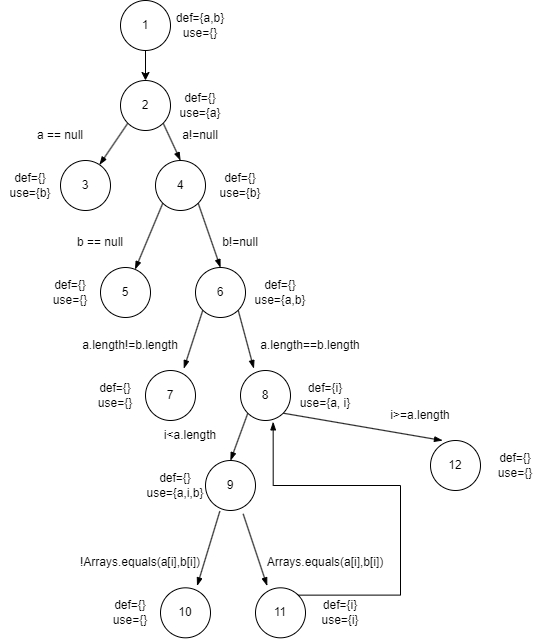 1
def={a,b}
use={}
2
def={}
use={a}
a == null
a!=null
3
def={}
use={b}
4
def={}
use={b}
b == null
b!=null
5
def={}
use={}
6
def={}
use={a,b}
a.length!=b.length
a.length==b.length
7
def={}
use={}
8
def={i}
use={a, i}
i<a.length
i>=a.length
12
def={}
use={}
9
def={}
use={a,i,b}
!Arrays.equals(a[i],b[i])
Arrays.equals(a[i],b[i])
10
def={}
use={}
11
def={i}
use={i}